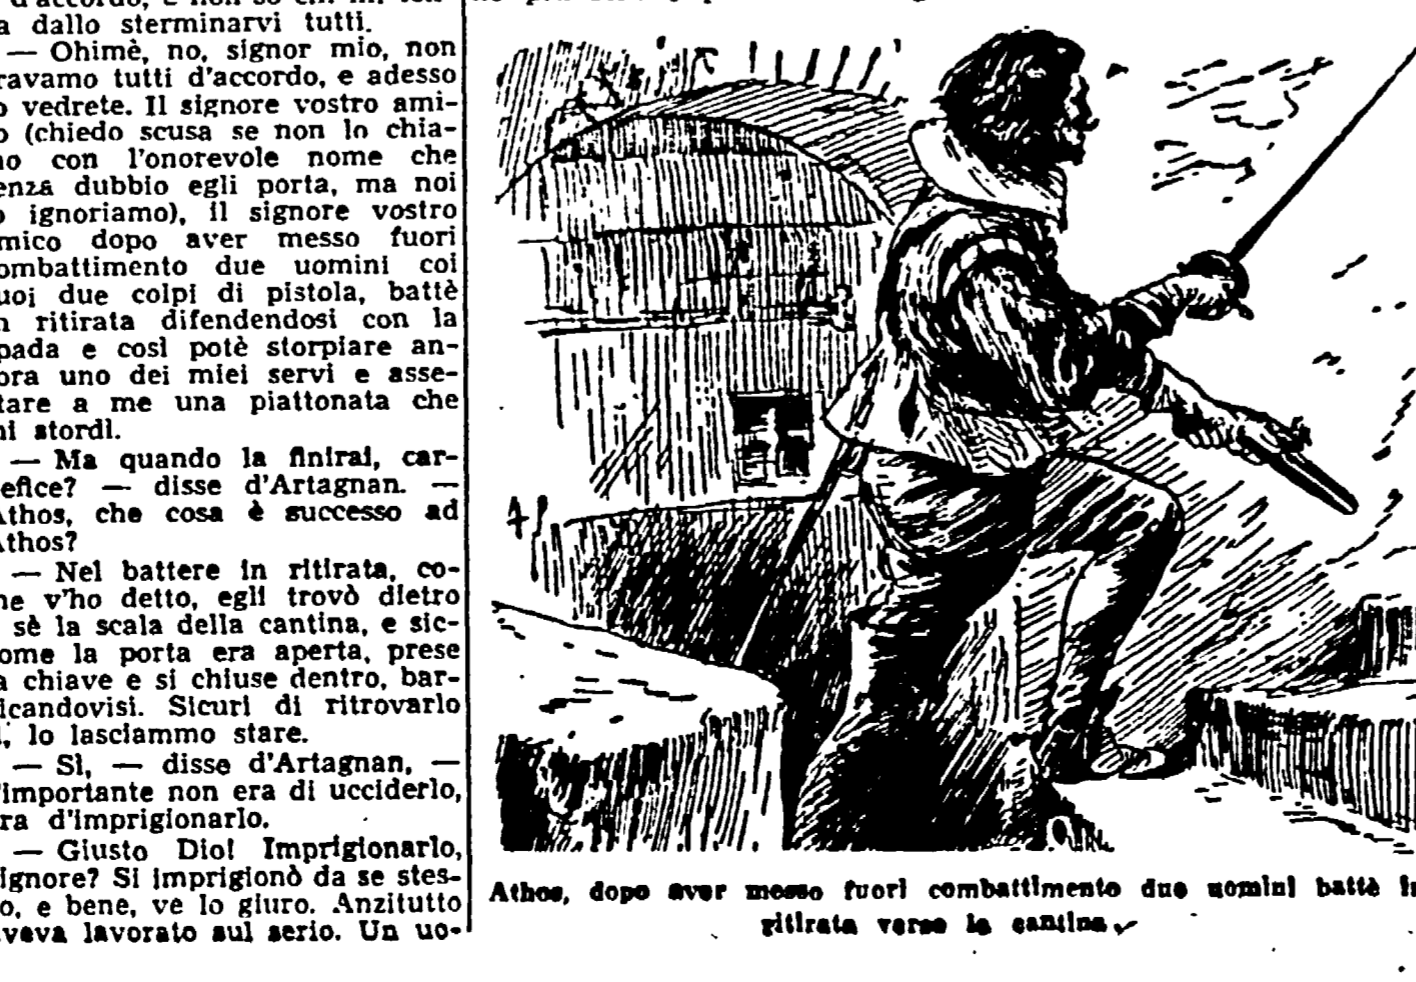 d'accordo, e non so chi mi
a dallo sterminarvi tutti.
— Ohimè, no, signor mio, non
ravamo tutti d'accordo, e adesso
o vedrete. Il signore vostro ami-
o (chiedo scusa se non lo chia-
no con l'onorevole nome che
enza dubbio egli porta, ma noi
o ignoriamo), il signore vostro
mico dopo aver messo fuori
ombattimento due uomini coi
uoi due colpi di pistola, battè
n ritirata difendendosi con la
pada e così potè storpiare an-
ora uno dei miei servi e asse-
tare a me una piattonata che
ni stordì.
— Ma quando la finirai, car-
efice? — disse d'Artagnan. —
Athos, che cosa è successo ad
Athos?
— Nel battere in ritirata, co-
ne v'ho detto, egli trovò dietro
sè la scala della cantina, e sic-
ome la porta era aperta, prese
a chiave e si chiuse dentro, bar-
icandovisi. Sicuri di ritrovarlo
lo lasciammo stare.
— Sì, — disse d'Artagnan, —
'importante non era di ucciderlo,
ra d'imprigionarlo.
— Giusto Dio! Imprigionarlo,
ignore? Si imprigionò da se stes-
o, e bene, ve lo giuro. Anzitutto
veva lavorato sul serio. Un uo-
Athos, dopo aver messo fuori combattimento due uomini battè in
ritirata verso la cantina